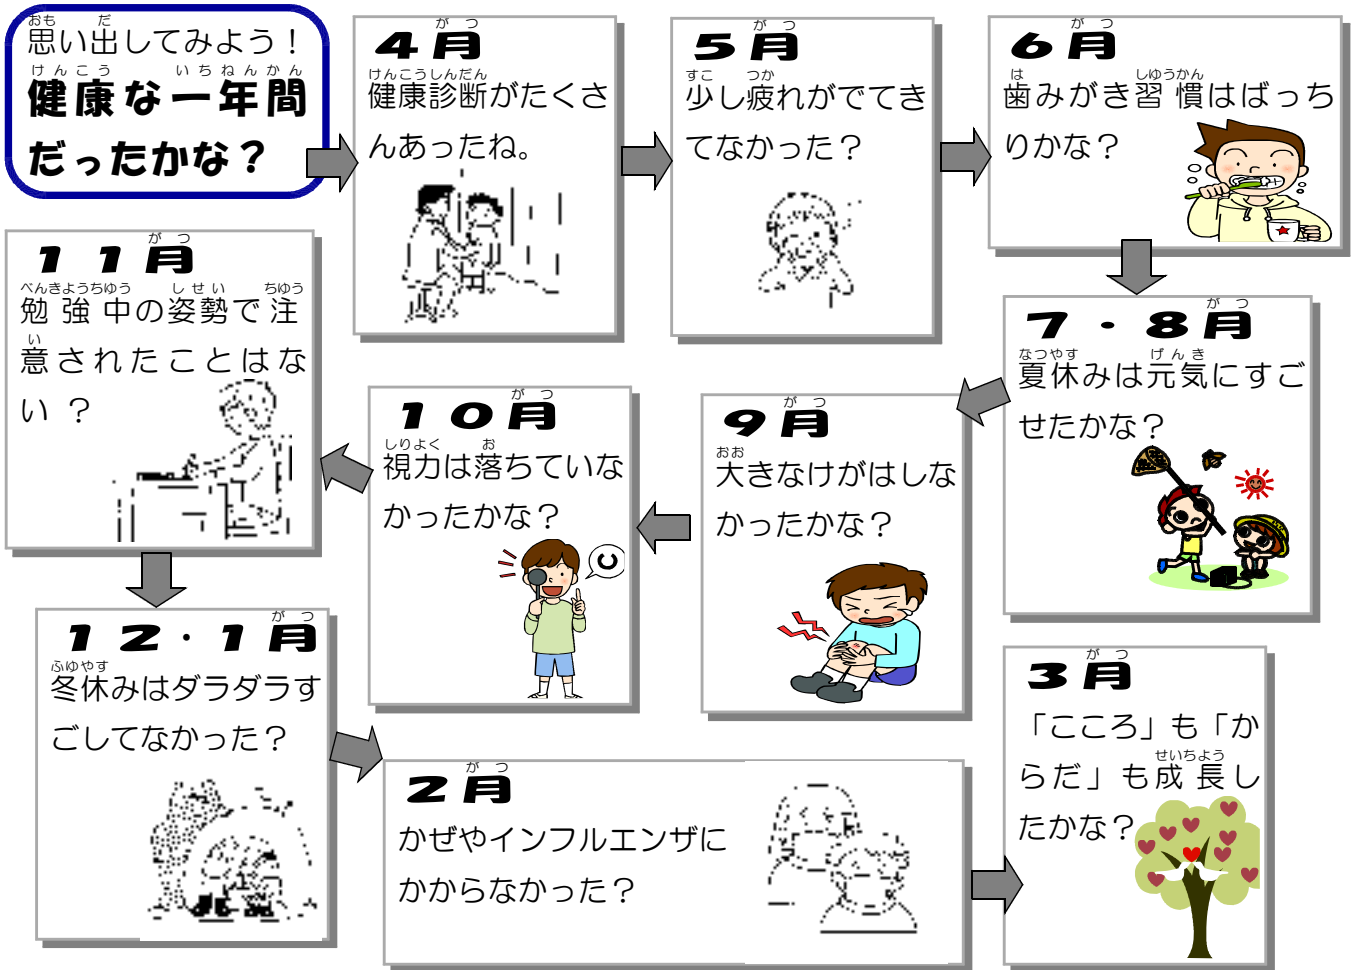 思い出してみよう！
健康な一年間
だったかな？
４月
健康診断がたくさ
んあったね。
５月
少し疲れがでてき
てなかった？
６月
歯みがき習慣はばっち
りかな？
７・８月
夏休みは元気にすご
せたかな？
９月
大きなけがはしな
かったかな？
１０月
視力は落ちていな
かったかな？
C
１１月
勉強中の姿勢で注
意されたことはな
い？
１２・１月
冬休みはダラダラす
ごしてなかった？
２月
かぜやインフルエンザに
かからなかった？
３月
「こころ」も「か
らだ」も成長し
たかな？